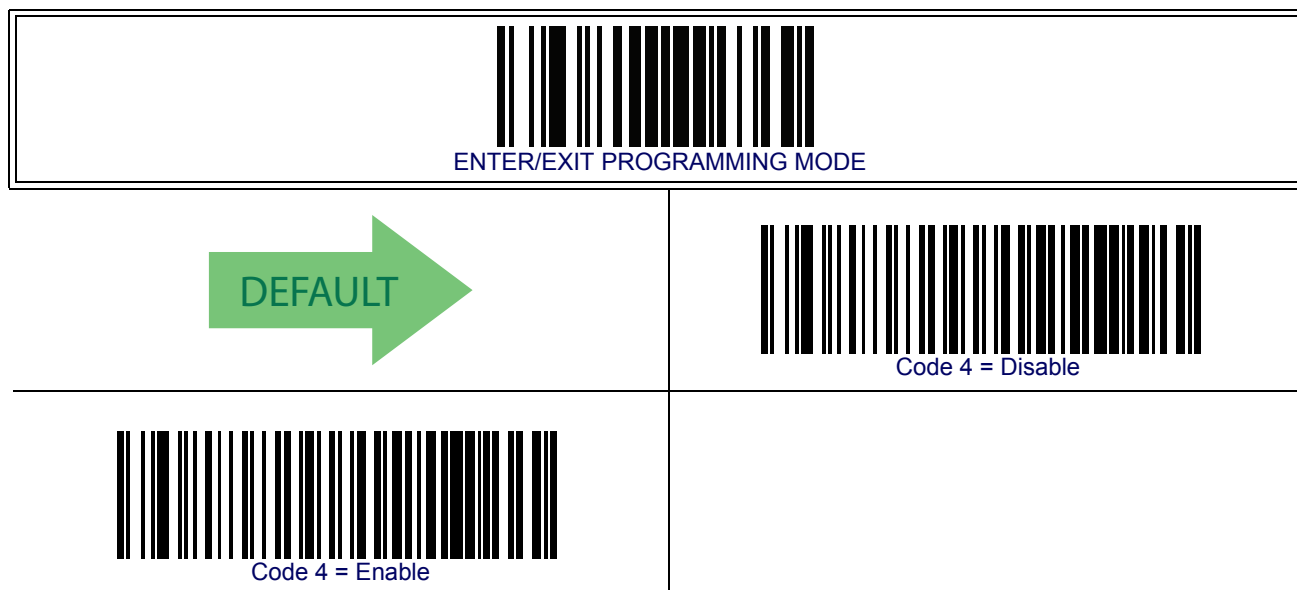 ENTER/EXIT PROGRAMMING MODE
DEFAULT
Code 4 = Disable
Code 4 = Enable